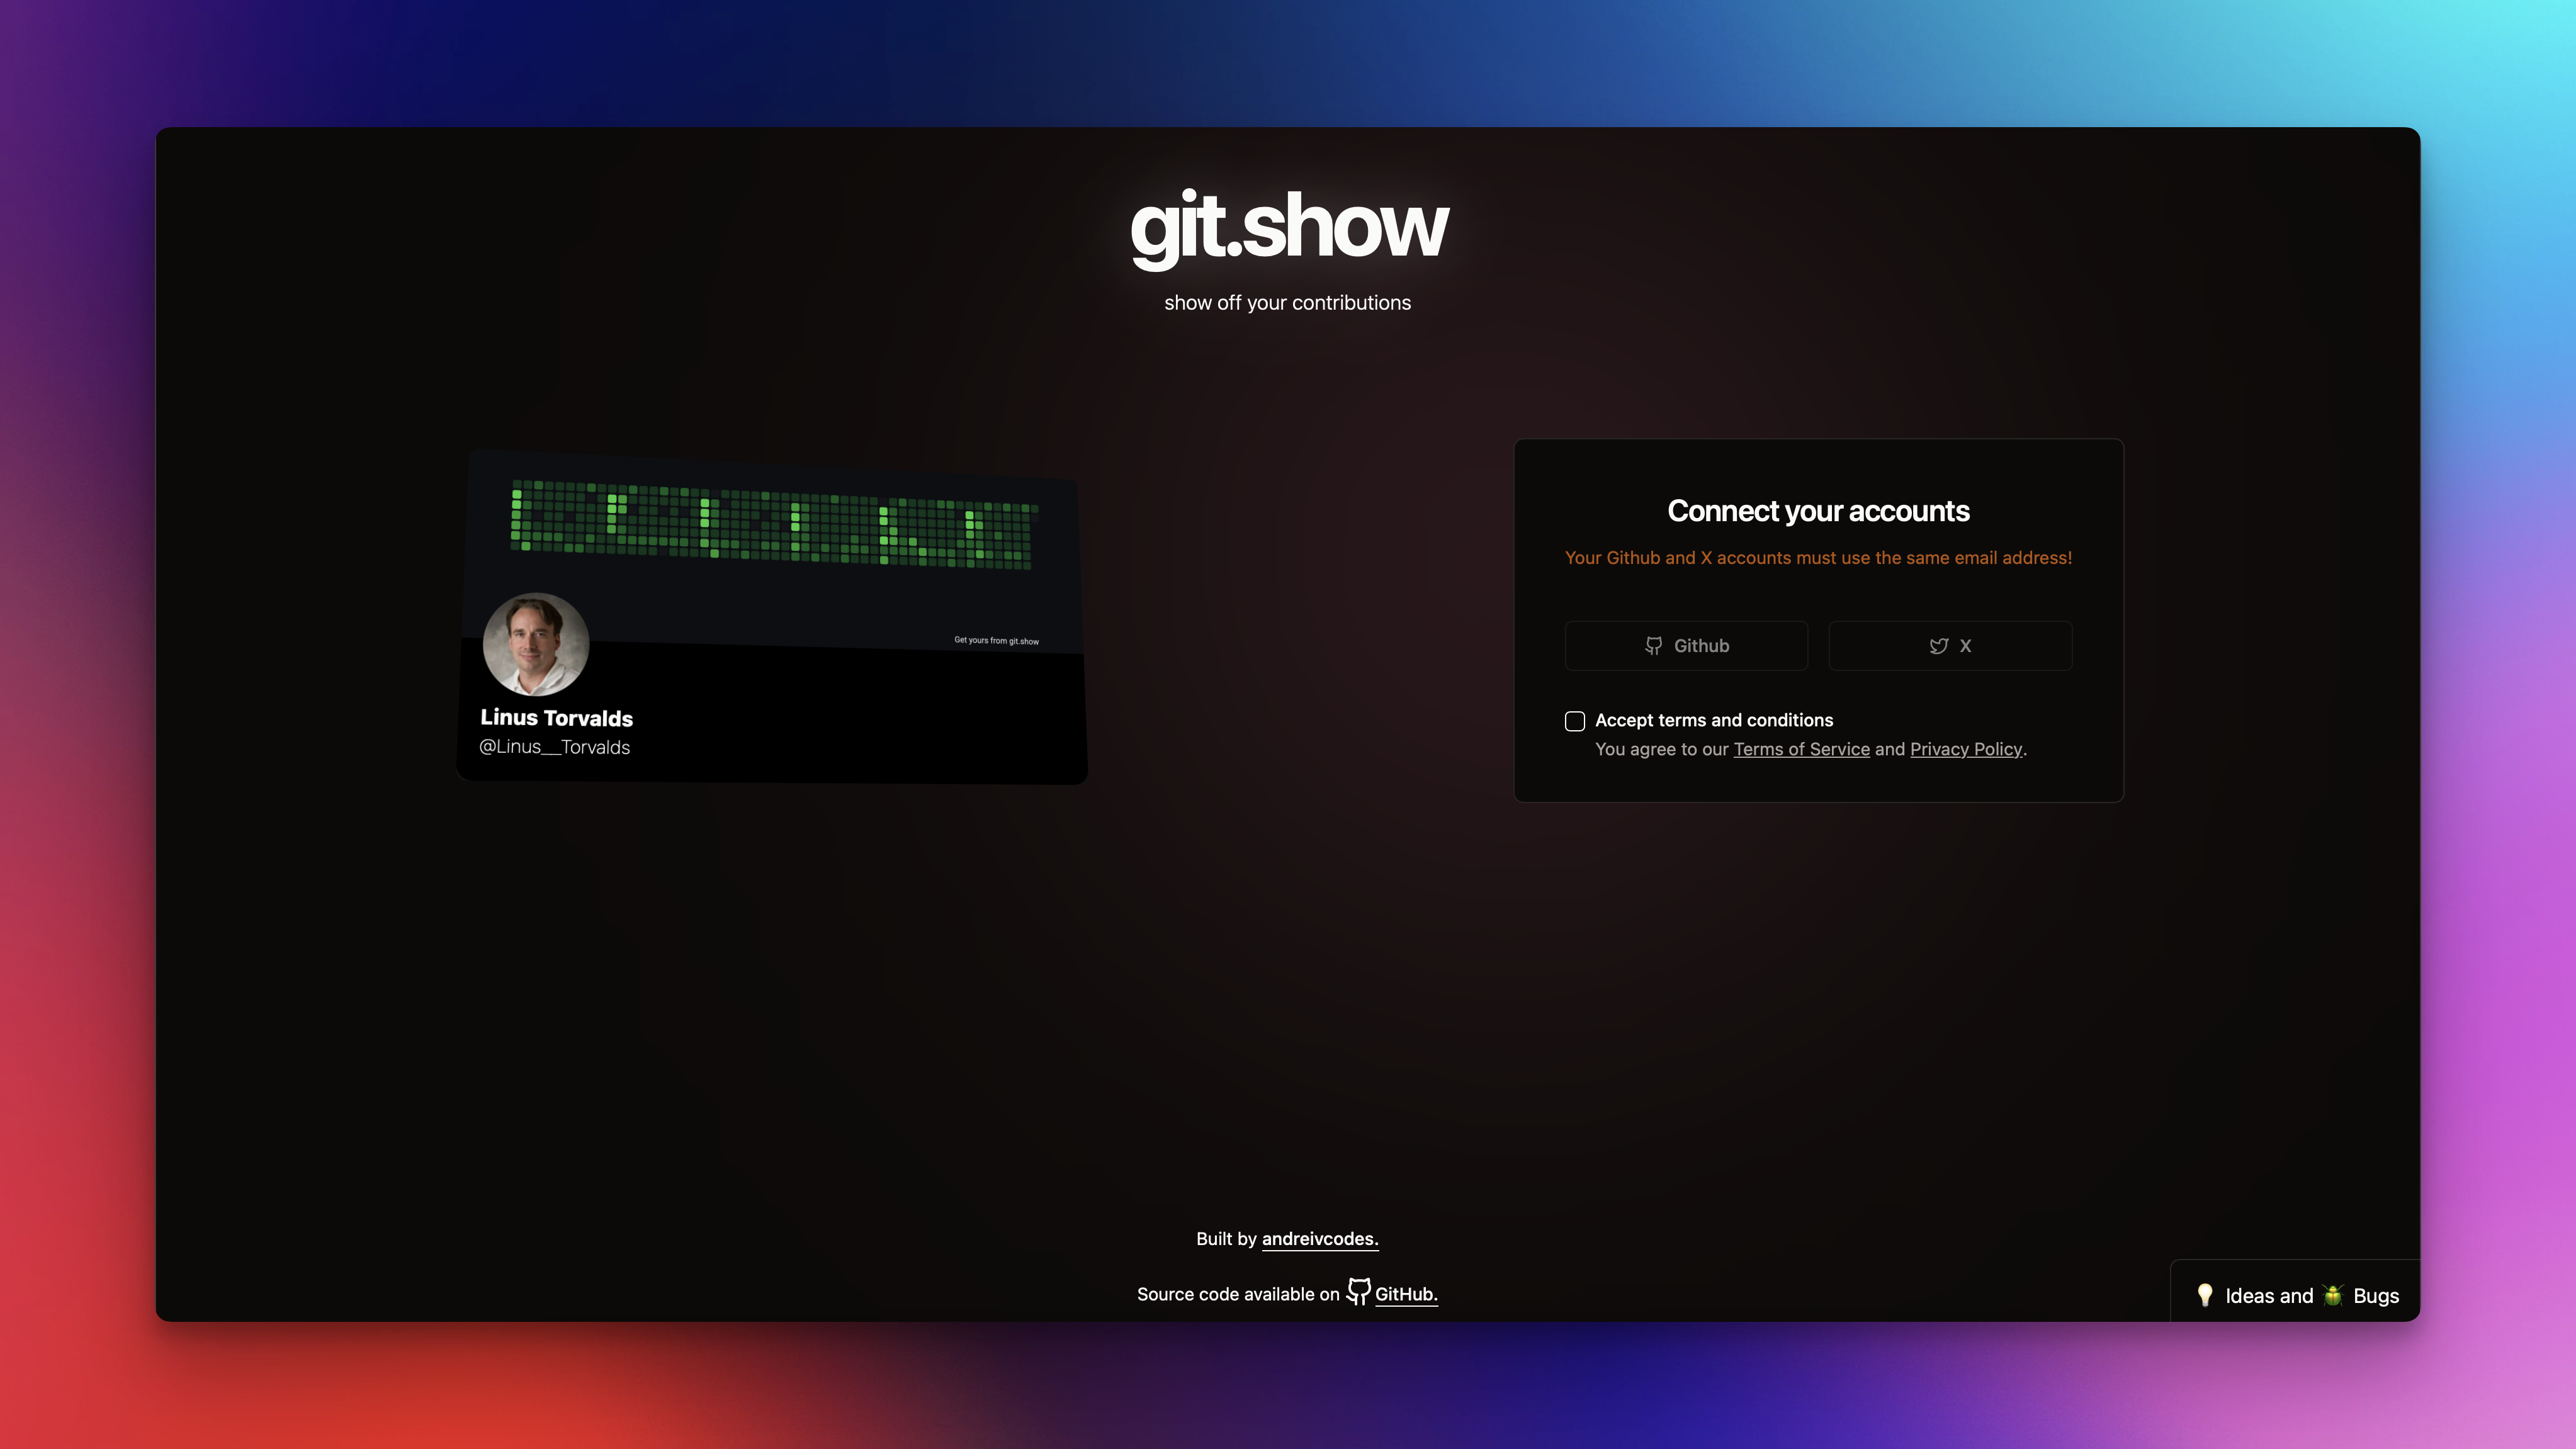 git.show
show off your contributions
Get yours from git.show
Linus Torvalds
@Linus__Torvalds
Connect your accounts
Your Github and X accounts must use the same email address!
Github
X
Accept terms and conditions
You agree to our Terms of Service and Privacy Policy.
Built by andreivcodes.
Source code available on GitHub.
💡 Ideas and 🪲 Bugs